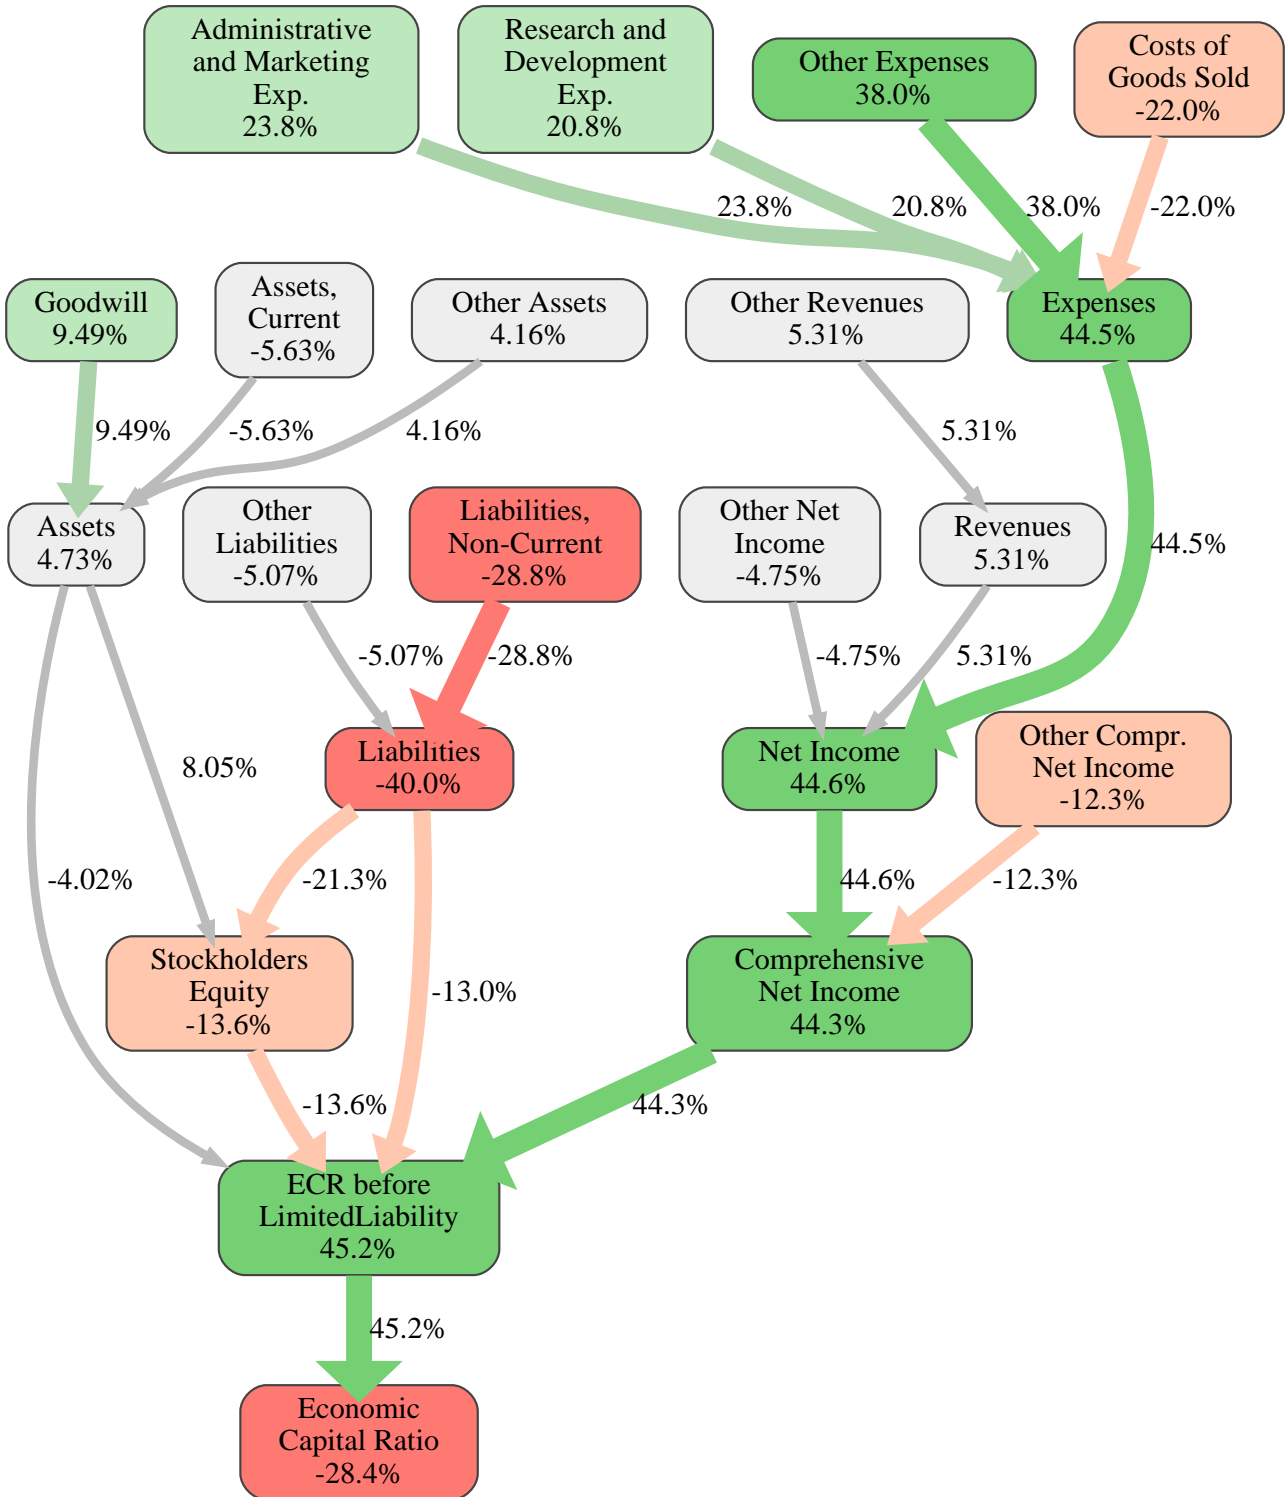 Administrative
and Marketing
Exp.
23.8%
Research and
Development
Exp.
20.8%
Other Expenses
38.0%
Costs of
Goods Sold
-22.0%
23.8%
20.8%
38.0%
-22.0%
Goodwill
9.49%
Assets,
Current
-5.63%
Other Assets
4.16%
Other Revenues
5.31%
Expenses
44.5%
9.49%
-5.63%
4.16%
5.31%
44.5%
Assets
4.73%
Other
Liabilities
-5.07%
Liabilities,
Non-Current
-28.8%
Other Net
Income
-4.75%
Revenues
5.31%
-5.07%
-28.8%
-4.75%
5.31%
8.05%
Liabilities
-40.0%
Net Income
44.6%
Other Compr.
Net Income
-12.3%
-4.02%
-21.3%
44.6%
-12.3%
Stockholders
Equity
-13.6%
-13.0%
Comprehensive
Net Income
44.3%
-13.6%
44.3%
ECR before
LimitedLiability
45.2%
45.2%
Economic
Capital Ratio
-28.4%